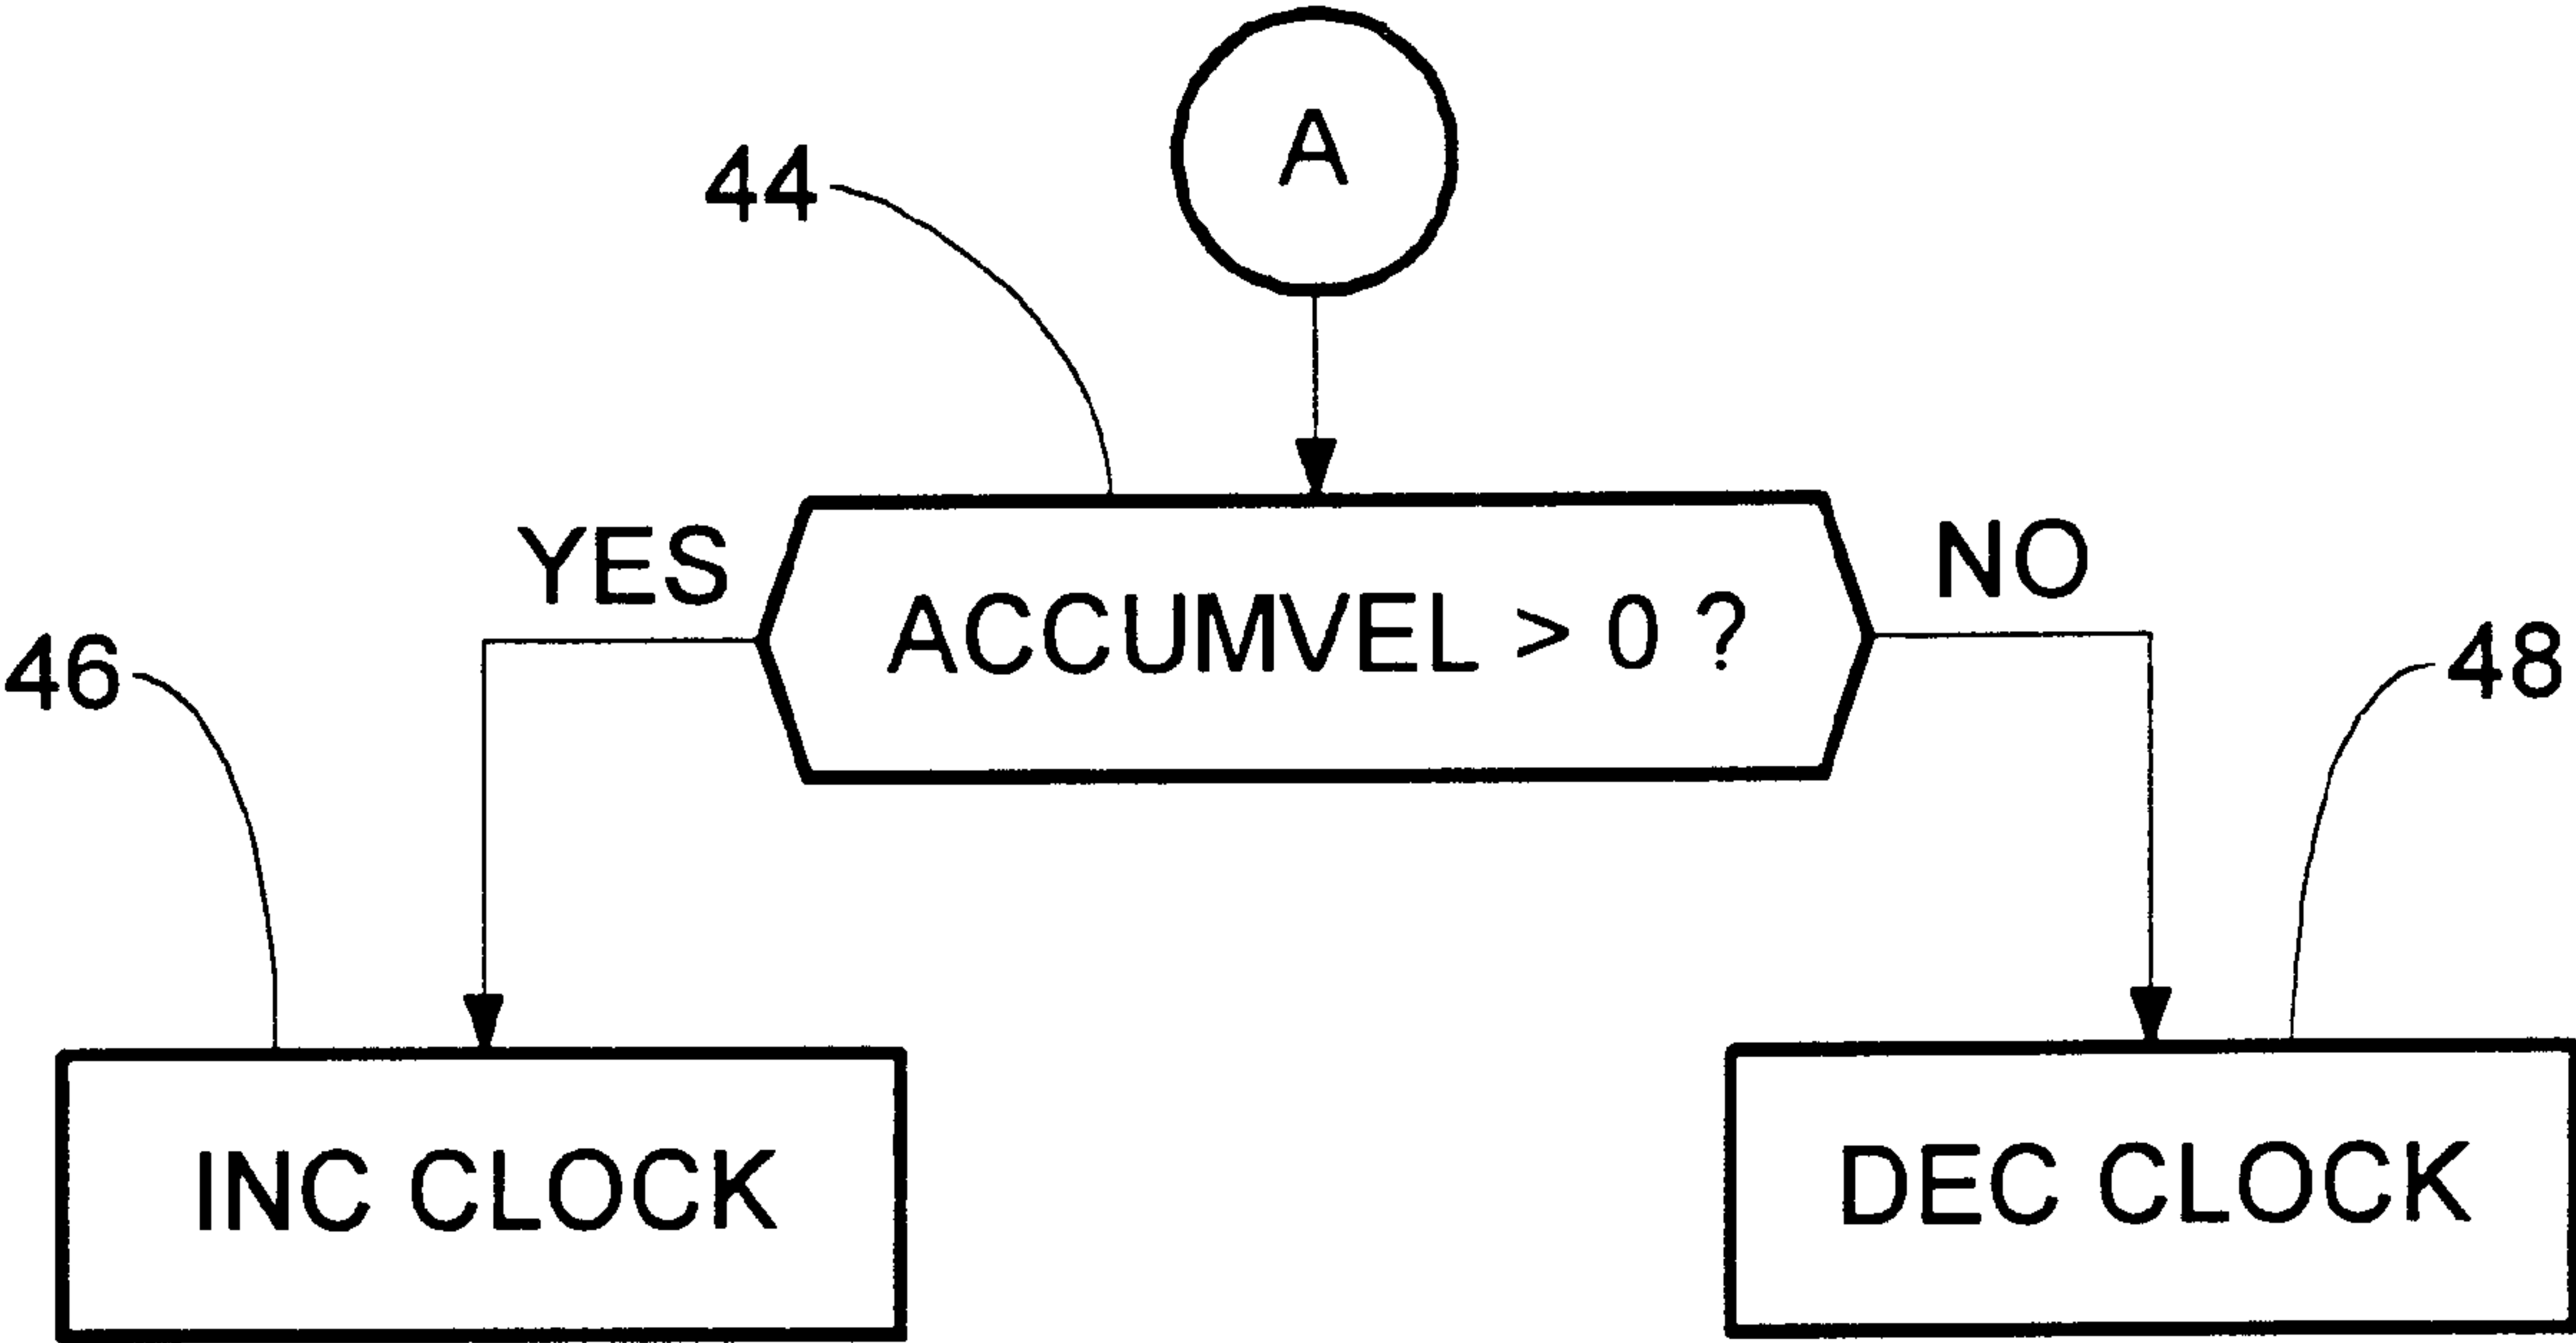 A
44
YES
NO
ACCUMVEL > 0 ?
46
48
INC CLOCK
DEC CLOCK